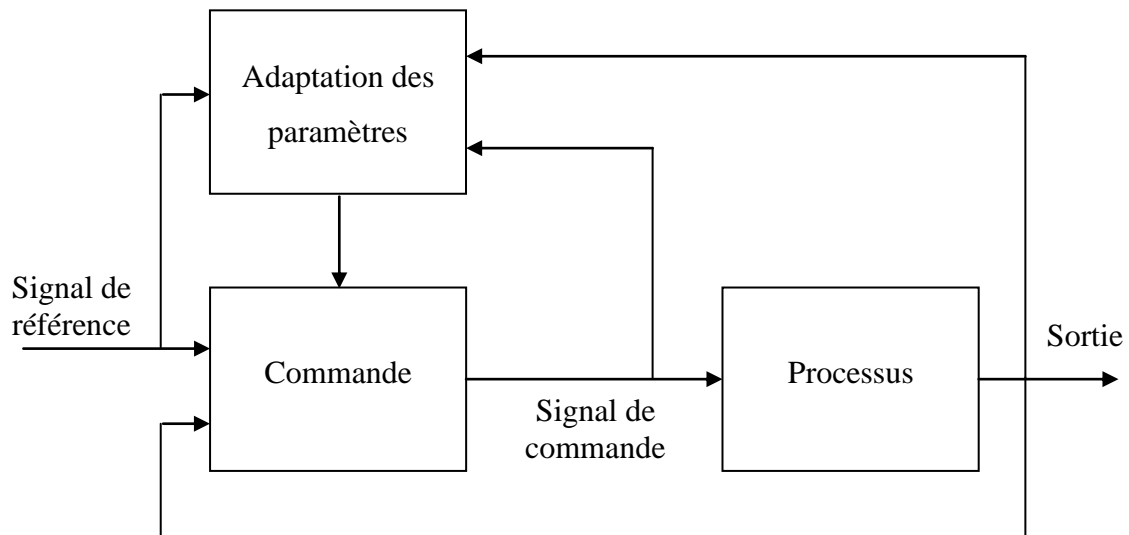 Adaptation des
paramètres
Signal de
référence
Commande
Signal de
commande
Processus
Sortie